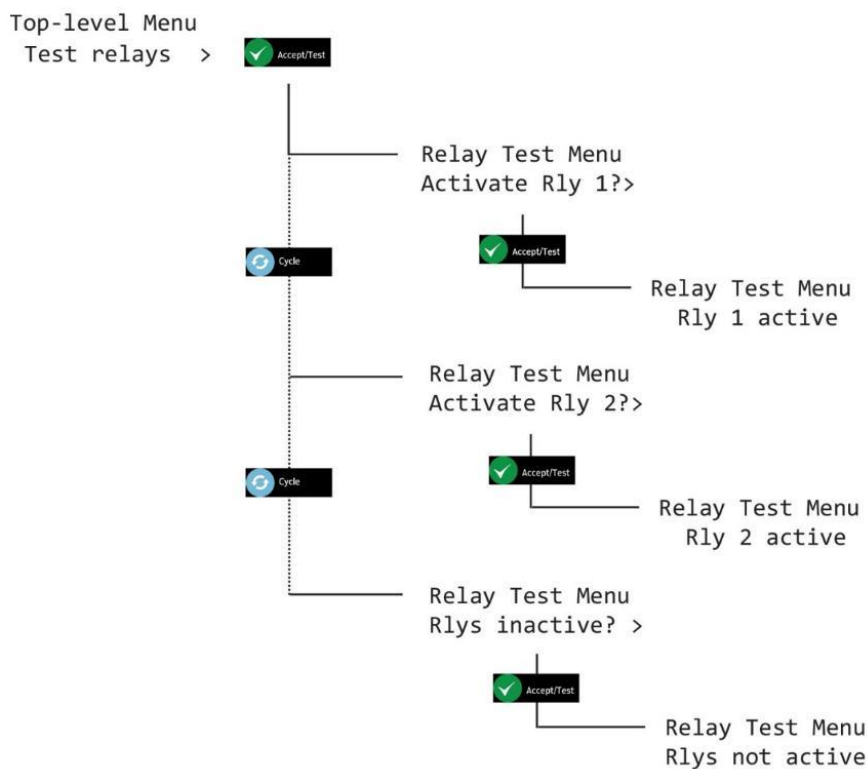 Top-level Menu
Test relays >
Accept/Test
Relay Test Menu
Activate Rly 1?>
Cycle
Accept/Test
Relay Test Menu
Rly 1 active
Relay Test Menu
Activate Rly 2?>
Cycle
Accept/Test
Relay Test Menu
Rly 2 active
Relay Test Menu
Rlys inactive? >
Accept/Test
Relay Test Menu
Rlys not active